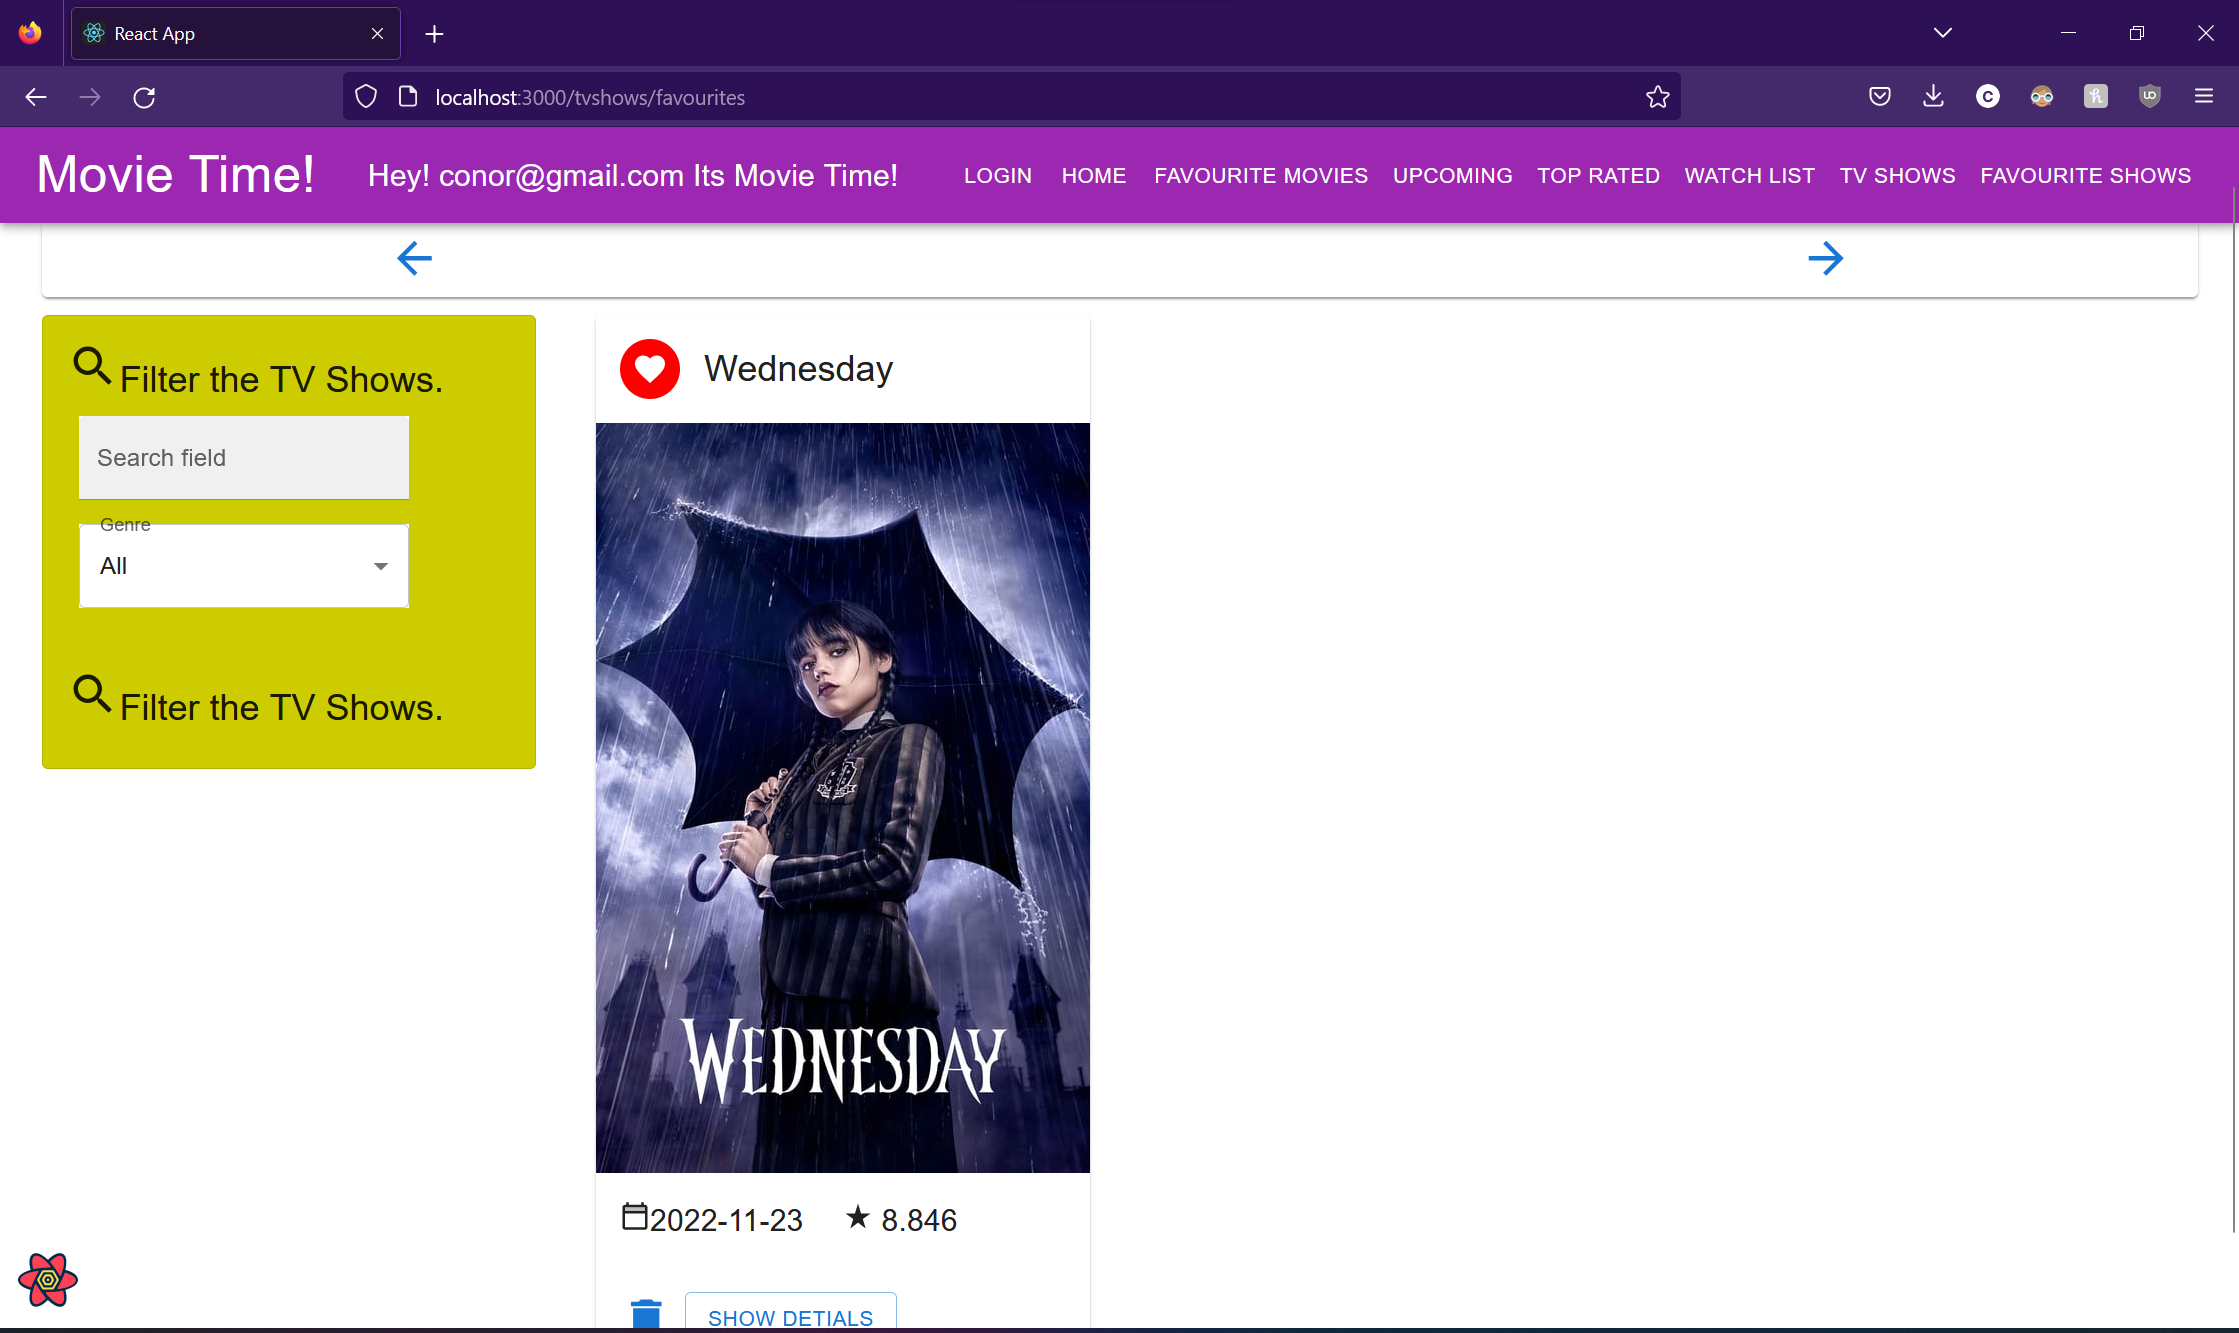 React App
localhost:3000/tvshows/favourites
Movie Time!
Hey! conor@gmail.com Its Movie Time!
LOGIN
HOME
FAVOURITE MOVIES
UPCOMING
TOP RATED
WATCH LIST
TV SHOWS
FAVOURITE SHOWS
Filter the TV Shows.
Search field
Genre
All
Filter the TV Shows.
Wednesday
WEDNESDAY
2022-11-23
8.846
SHOW DETIALS